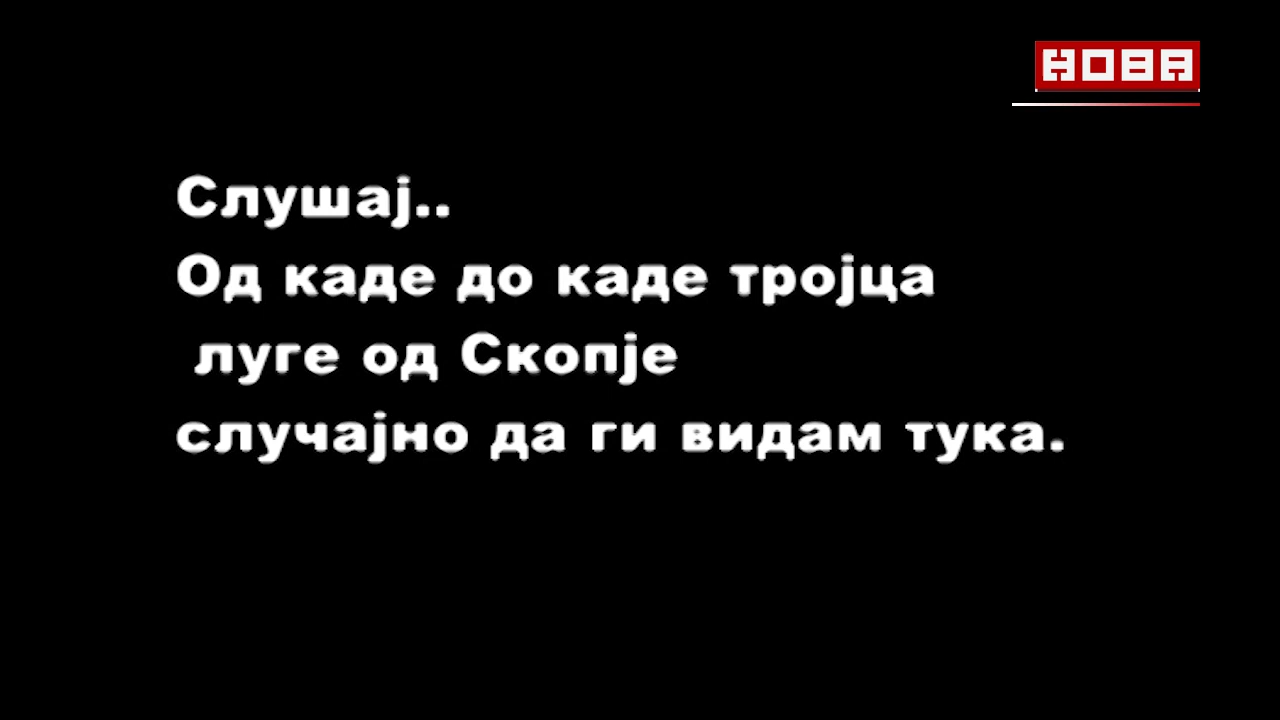 НОВА
Слушај..
Од каде до каде тројца
луге од Скопје
случајно да ги видам тука.